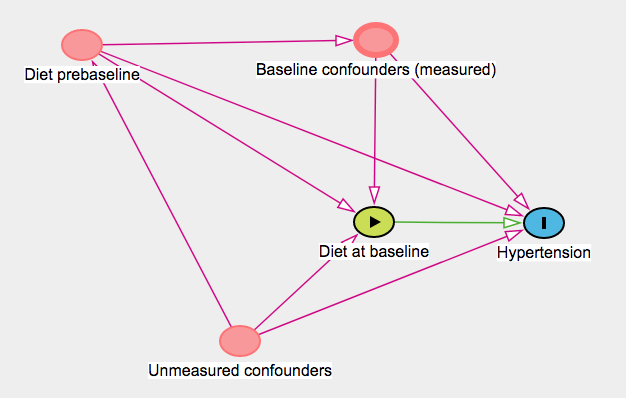 Diet prebaseline
Baseline confounders (measured)
Diet at baseline
Hypertension
Unmeasured confounders